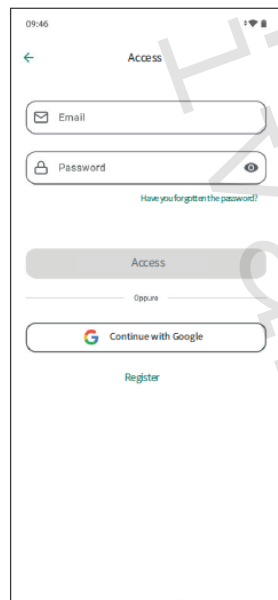 09:46
Access
Email
Password
Have you forgotten the password?
Access
Oppure
Continue with Google
Register